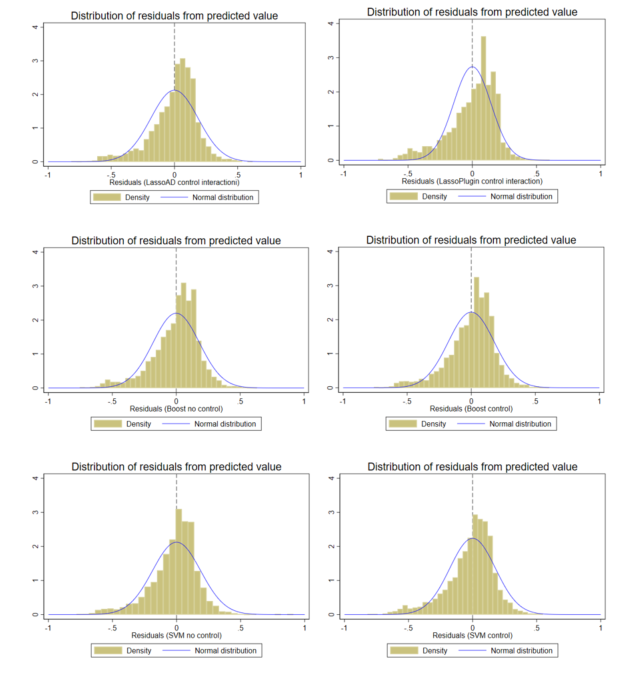 Distribution of residuals from predicted value
4
3
2
1
0
-1 -.5 0 .5 1
Residuals (LassoAD control interaction)
Density Normal distribution
Distribution of residuals from predicted value
4
3
2
1
0
-1 -.5 0 .5 1
Residuals (LassoPlugin control interaction)
Density Normal distribution
Distribution of residuals from predicted value
4
3
2
1
0
-1 -.5 0 .5 1
Residuals (Boost no control)
Density Normal distribution
Distribution of residuals from predicted value
4
3
2
1
0
-1 -.5 0 .5 1
Residuals (Boost control)
Density Normal distribution
Distribution of residuals from predicted value
4
3
2
1
0
-1 -.5 0 .5 1
Residuals (SVM no control)
Density Normal distribution
Distribution of residuals from predicted value
4
3
2
1
0
-1 -.5 0 .5 1
Residuals (SVM control)
Density Normal distribution